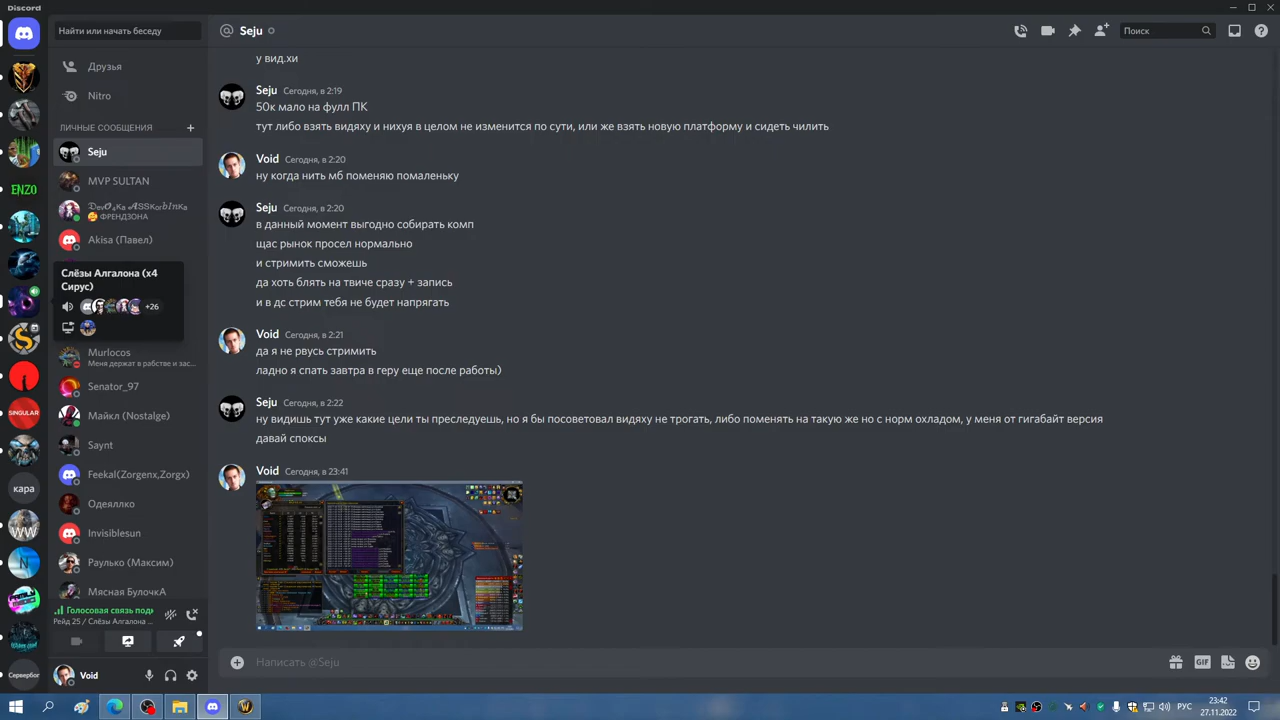 Discord
Найти или начать беседу
Друзья
Nitro
ЛИЧНЫЕ СООБЩЕНИЯ
Seju
MVP SULTAN
ФРЕНДЗОНА
Akisa (Павел)
Слёзы Алгалона (x4
Сирус)
+26
Murlocos
Меня держат в рабстве и зас...
Senator_97
Майкл (Nostalge)
Saynt
Feekal(Zorgenx,Zorgx)
Одеяллко
Invisiblesun
Раулько (Максим)
Мясная БулочкА
Голосовая связь подк
Рейд 25 / Слёзы Алгалона ...
Void
ENZO
SINGULAR
кара
Сервербог
Seju
Поиск
у вид.хи
Seju Сегодня, в 2:19
50к мало на фулл ПК
тут либо взять видяху и нихуя в целом не изменится по сути, или же взять новую платформу и сидеть чилить
Void Сегодня, в 2:20
ну когда нить мб поменяю помаленьку
Seju Сегодня, в 2:20
в данный момент выгодно собирать комп
щас рынок просел нормально
и стримить сможешь
да хоть блять на твиче сразу + запись
и в дс стрим тебя не будет напрягать
Void Сегодня, в 2:21
да я не рвусь стримить
ладно я спать завтра в геру еще после работы)
Seju Сегодня, в 2:22
ну видишь тут уже какие цели ты преследуешь, но я бы посоветовал видяху не трогать, либо поменять на такую же но с норм охладом, у меня от гигабайт версия
давай споксы
Void Сегодня, в 23:41
Написать @Seju
GIF
РУС
23:42
27.11.2022